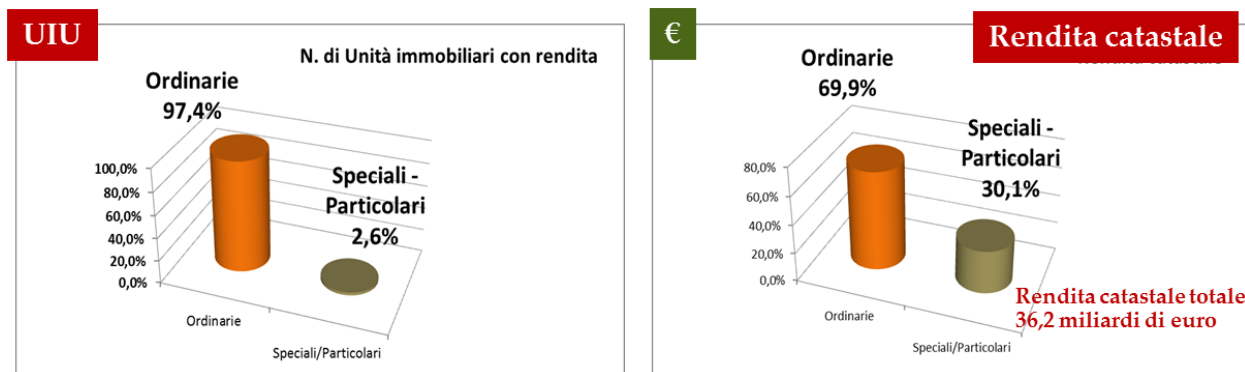 UIU
N. di Unità immobiliari con rendita
Ordinarie
97,4%
Speciali -
Particolari
2,6%
100,0%
80,0%
60,0%
40,0%
20,0%
0,0%
Ordinarie
Speciali/Particolari
€
Rendita catastale
Ordinarie
69,9%
Speciali -
Particolari
30,1%
80,0%
60,0%
40,0%
20,0%
0,0%
Ordinarie
Speciali/Particolari
Rendita catastale totale
36,2 miliardi di euro